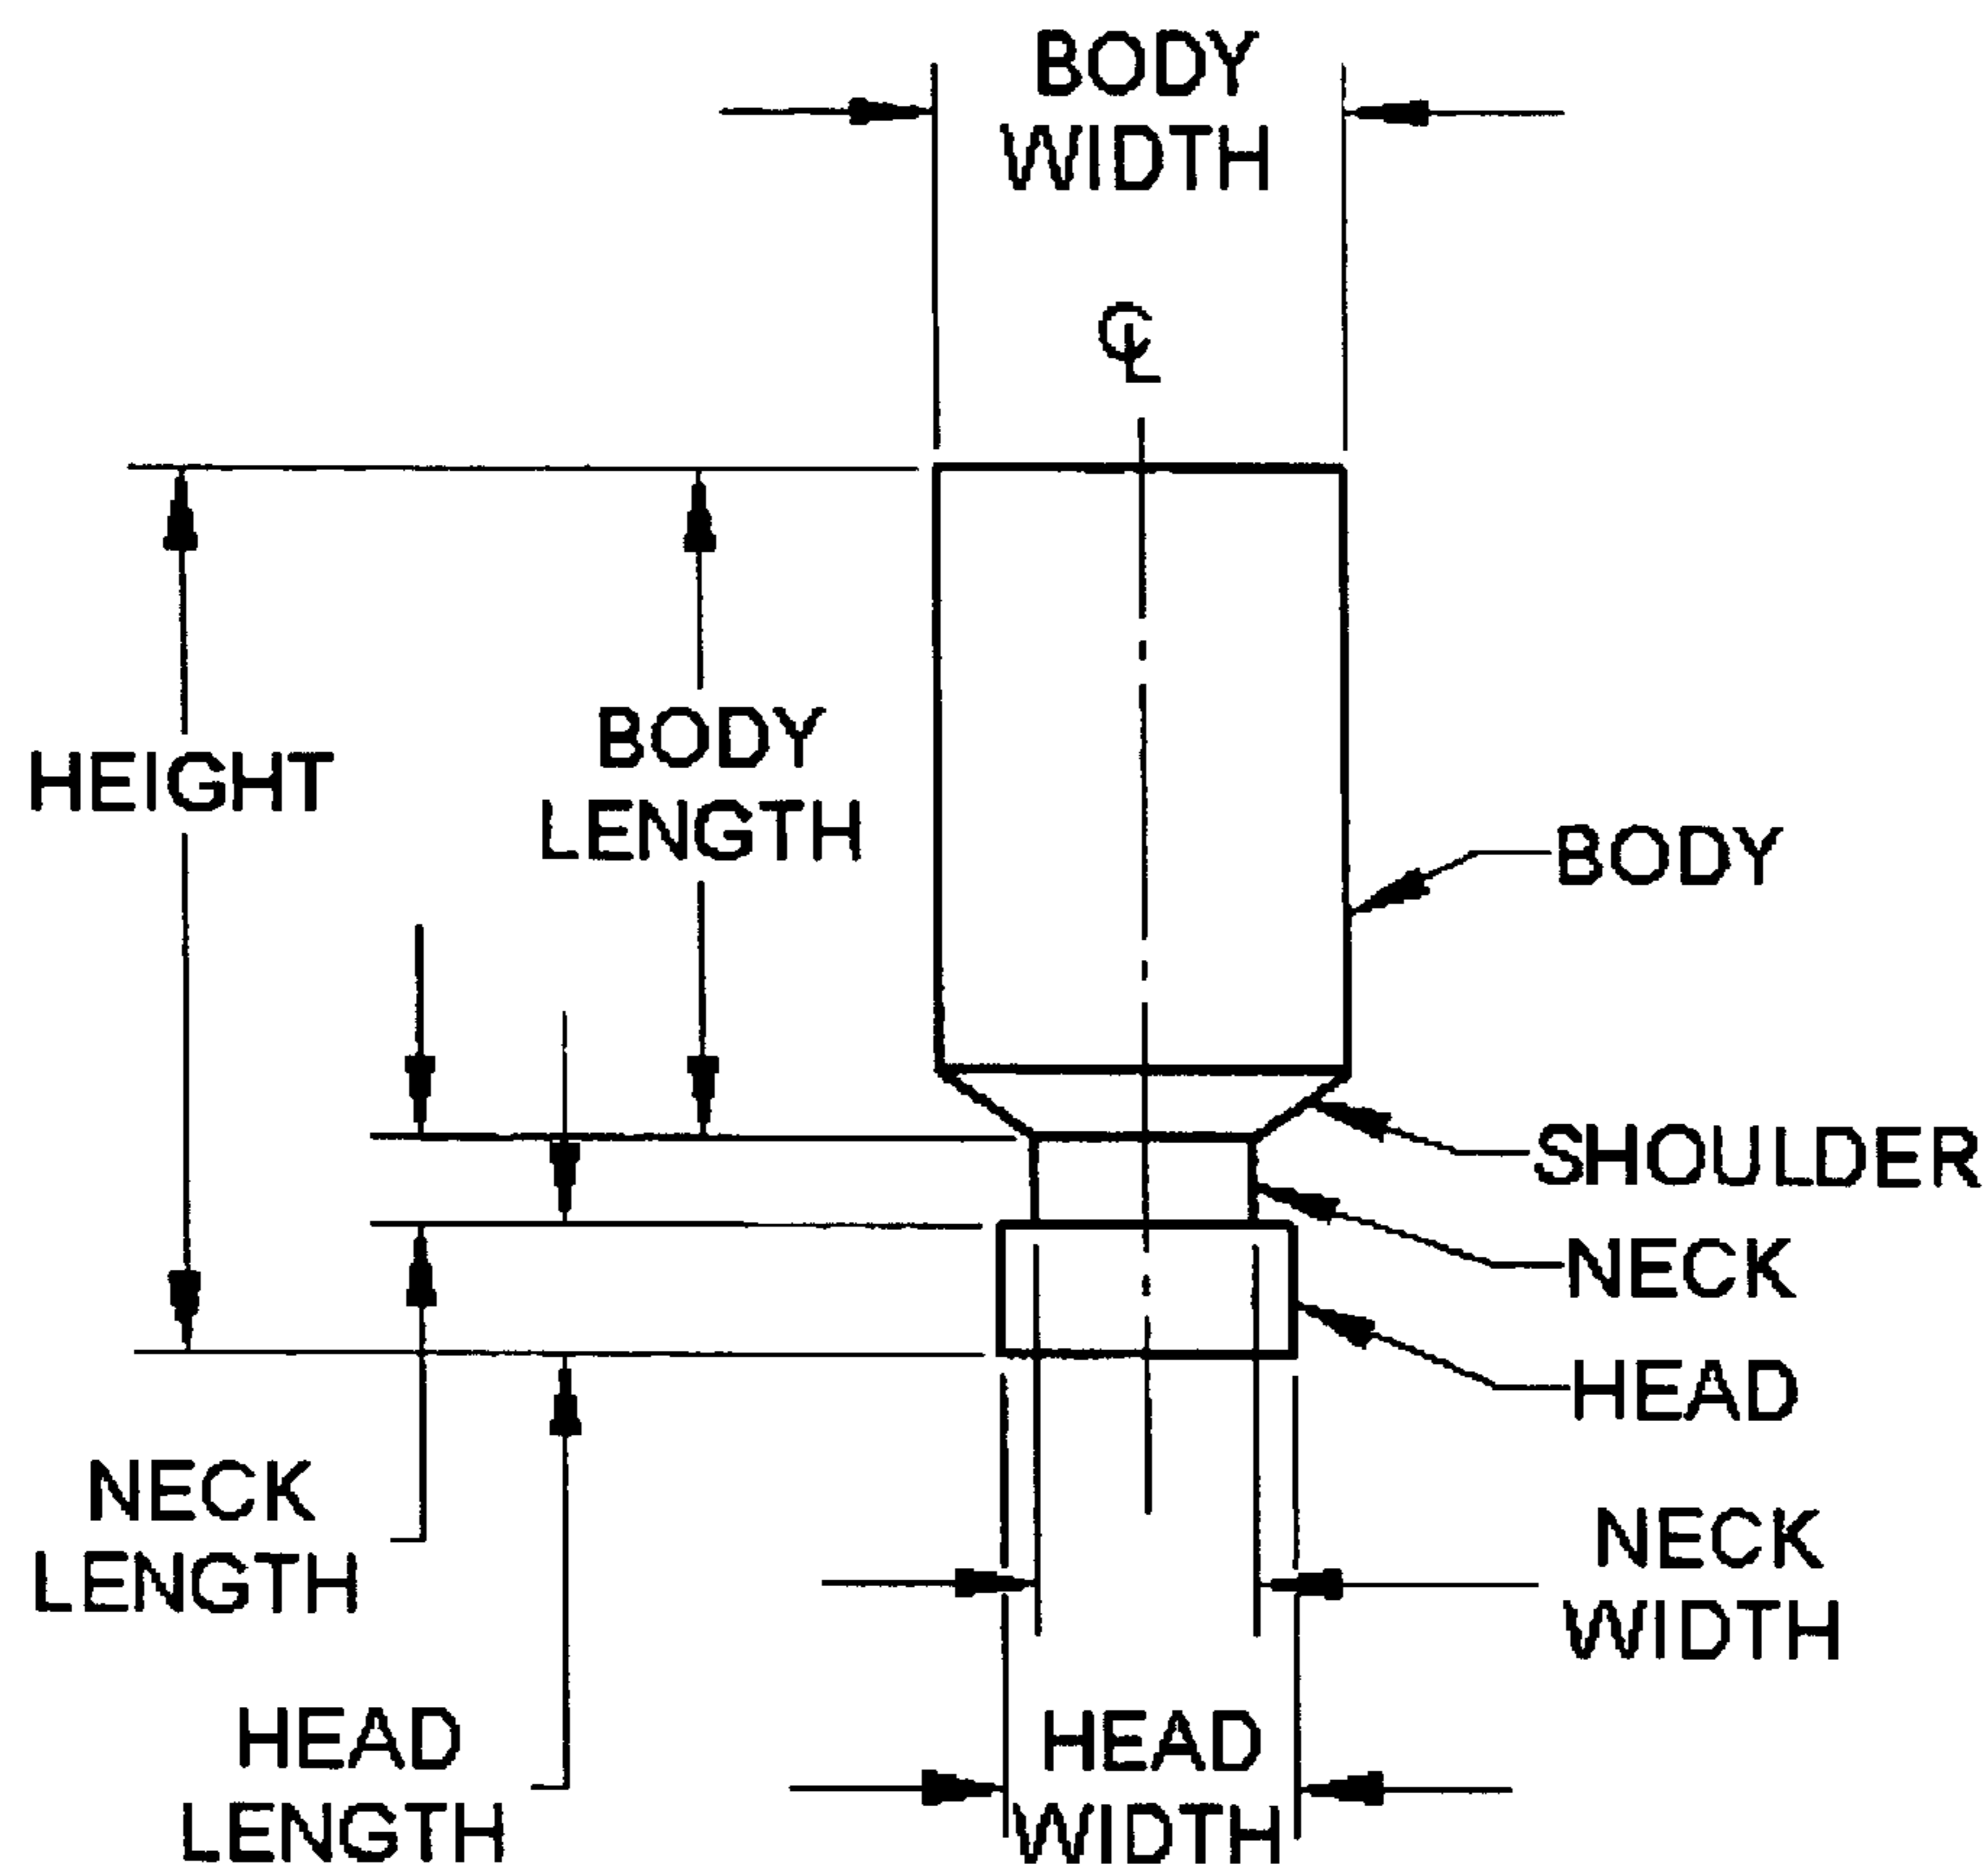 BODY
WIDTH
℄
HEIGHT
BODY
LENGTH
BODY
SHOULDER
NECK
HEAD
NECK
LENGTH
NECK
WIDTH
HEAD
LENGTH
HEAD
WIDTH